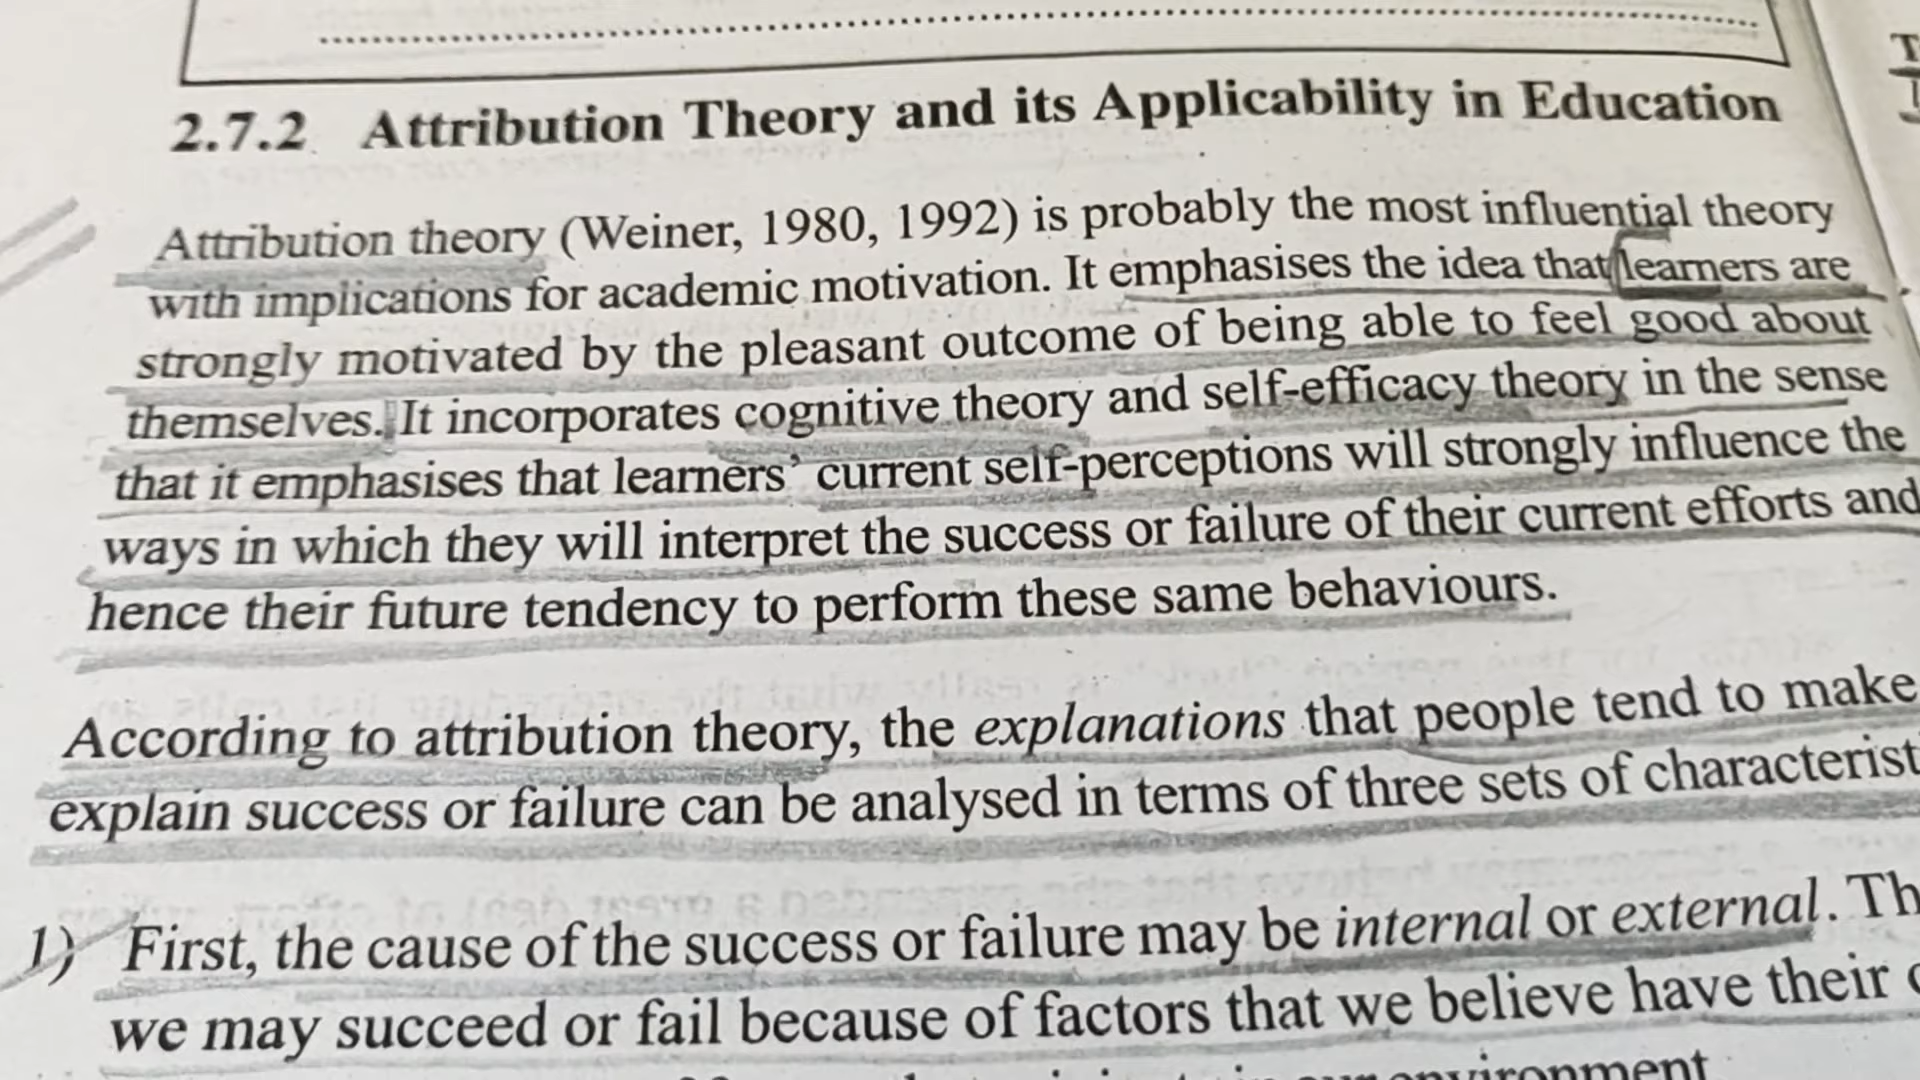 2.7.2 Attribution Theory and its Applicability in Education
Attribution theory (Weiner, 1980, 1992) is probably the most influential theory
with implications for academic motivation. It emphasises the idea that learners are
strongly motivated by the pleasant outcome of being able to feel good about
themselves. It incorporates cognitive theory and self-efficacy theory in the sense
that it emphasises that learners’ current self-perceptions will strongly influence the
ways in which they will interpret the success or failure of their current efforts and
hence their future tendency to perform these same behaviours.
According to attribution theory, the explanations that people tend to make
explain success or failure can be analysed in terms of three sets of characterist
1) First, the cause of the success or failure may be internal or external. Th
we may succeed or fail because of factors that we believe have their
environment